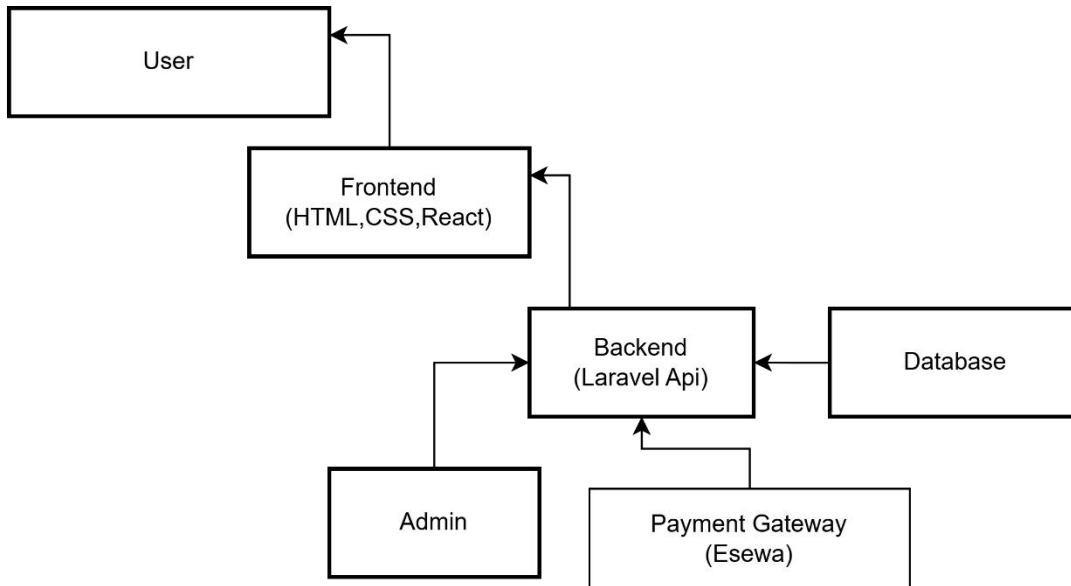 User
Frontend
(HTML,CSS,React)
Backend
(Laravel Api)
Database
Admin
Payment Gateway
(Esewa)